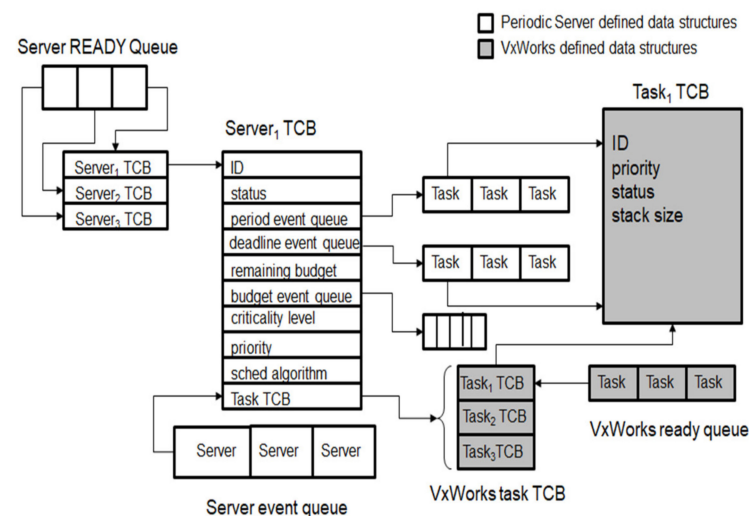 Periodic Server defined data structures
VxWorks defined data structures
Server READY Queue
Task₁ TCB
Server₁ TCB
Server₁ TCB
Server₂ TCB
Server₃ TCB
ID
status
period event queue
deadline event queue
remaining budget
budget event queue
criticality level
priority
sched algorithm
Task TCB
Task Task Task
Task Task Task
ID
priority
status
stack size
Task₁ TCB
Task₂ TCB
Task₃TCB
Task Task Task
VxWorks ready queue
Server Server Server
VxWorks task TCB
Server event queue